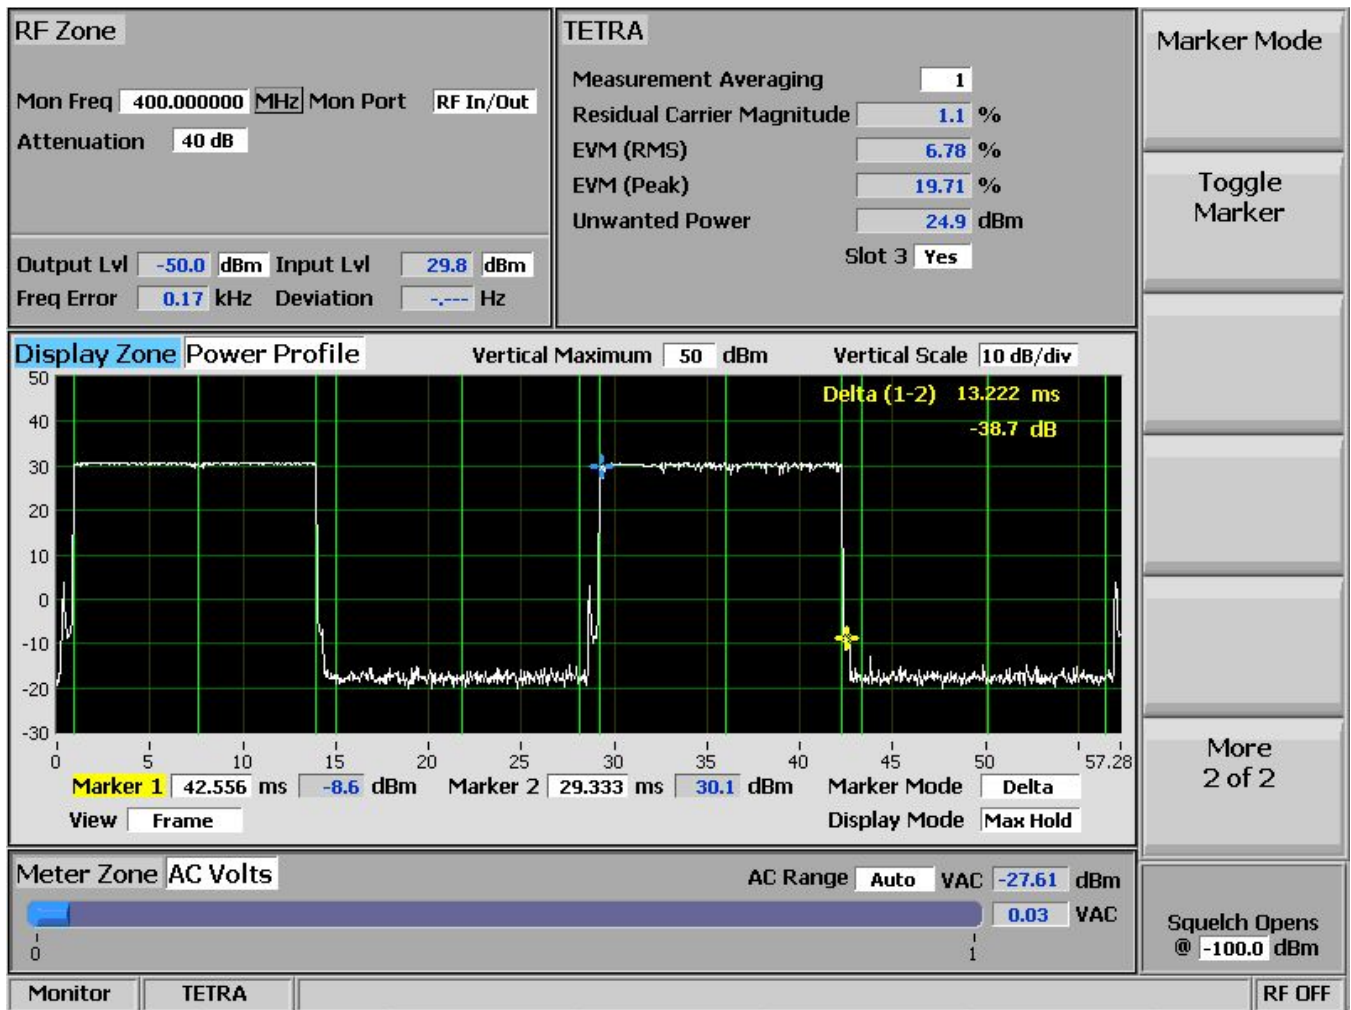 RF Zone
Mon Freq 400.000000 MHz Mon Port RF In/Out
Attenuation 40 dB
Output Lvl -50.0 dBm Input Lvl 29.8 dBm
Freq Error 0.17 kHz Deviation -.--- Hz
TETRA
Measurement Averaging 1
Residual Carrier Magnitude 1.1 %
EVM (RMS) 6.78 %
EVM (Peak) 19.71 %
Unwanted Power 24.9 dBm
Slot 3 Yes
Marker Mode
Toggle
Marker
More
2 of 2
Squelch Opens
@ -100.0 dBm
Display Zone Power Profile Vertical Maximum 50 dBm Vertical Scale 10 dB/div
Delta (1-2) 13.222 ms
-38.7 dB
50
40
30
20
10
0
-10
-20
-30
0 5 10 15 20 25 30 35 40 45 50 57.28
Marker 1 42.556 ms -8.6 dBm Marker 2 29.333 ms 30.1 dBm Marker Mode Delta
View Frame Display Mode Max Hold
Meter Zone AC Volts AC Range Auto VAC -27.61 dBm
0.03 VAC
0 1
Monitor TETRA RF OFF